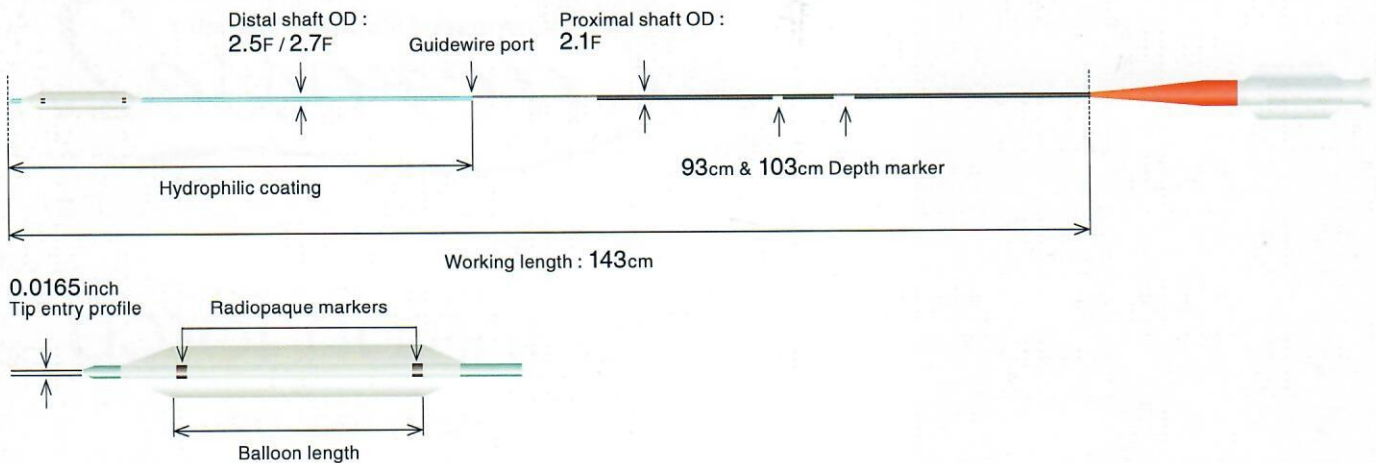 Distal shaft OD :
2.5F / 2.7F
Guidewire port
Proximal shaft OD :
2.1F
Hydrophilic coating
93cm & 103cm Depth marker
Working length : 143cm
0.0165 inch
Tip entry profile
Radiopaque markers
Balloon length